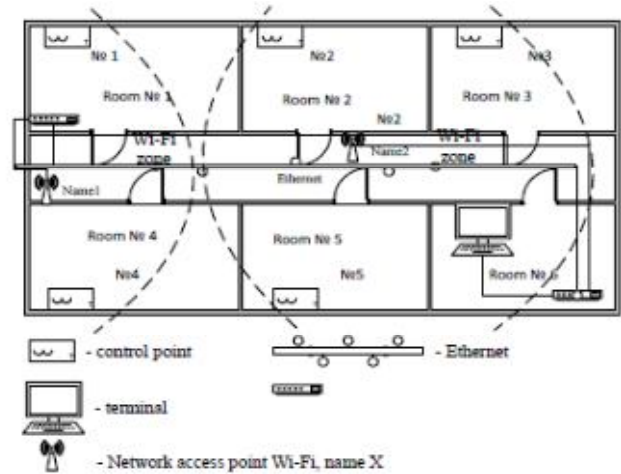 № 1
№2
№3
Room № 1
Room № 2
Room № 3
№2
Wi-Fi
zone
Name2
Wi-Fi
zone
Ethernet
Name1
Room № 4
Room № 5
№4
№5
Room № 6
- control point
- Ethernet
- terminal
- Network access point Wi-Fi, name X